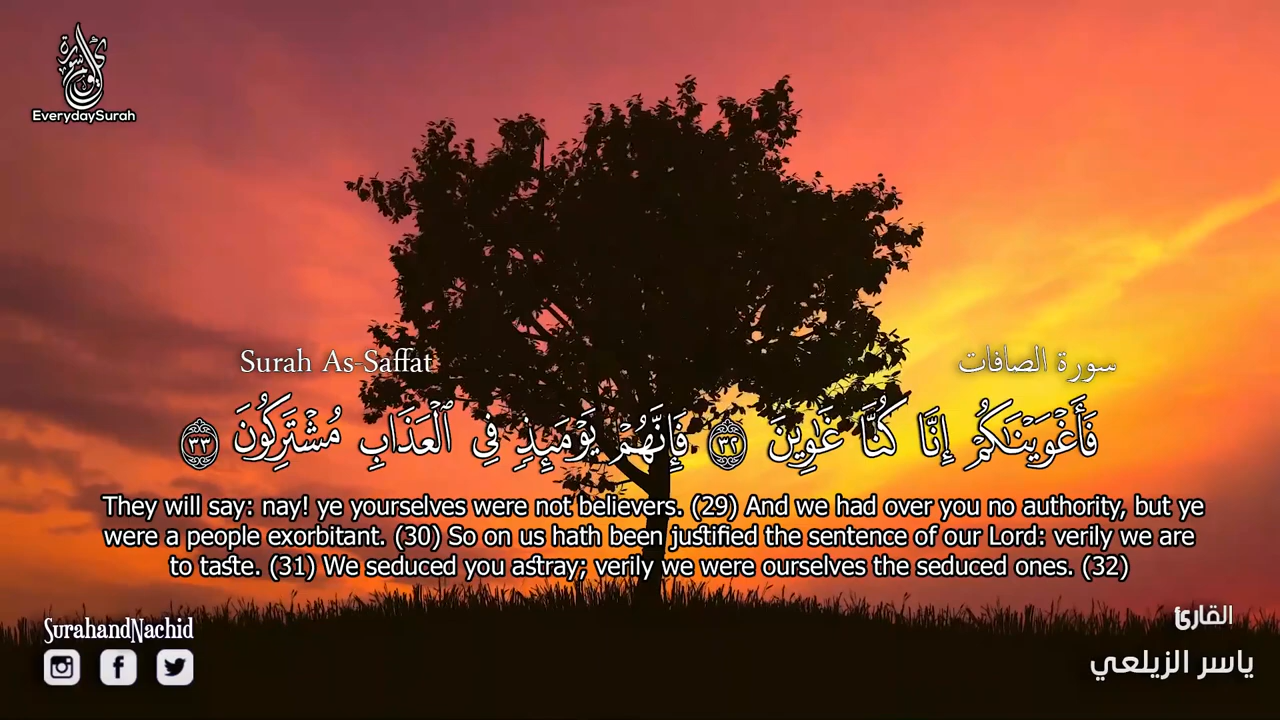 EverydaySurah
Surah As-Saffat
سورة الصافات
فَأَغْوَيْنَٰكُمْ إِنَّا كُنَّا غَٰوِينَ ٣٢ فَإِنَّهُمْ يَوْمَئِذٍ فِي ٱلْعَذَابِ مُشْتَرِكُونَ ٣٣
They will say: nay! ye yourselves were not believers. (29) And we had over you no authority, but ye
were a people exorbitant. (30) So on us hath been justified the sentence of our Lord: verily we are
to taste. (31) We seduced you astray; verily we were ourselves the seduced ones. (32)
SurahandNachid
القارئ
ياسر الزيلعي